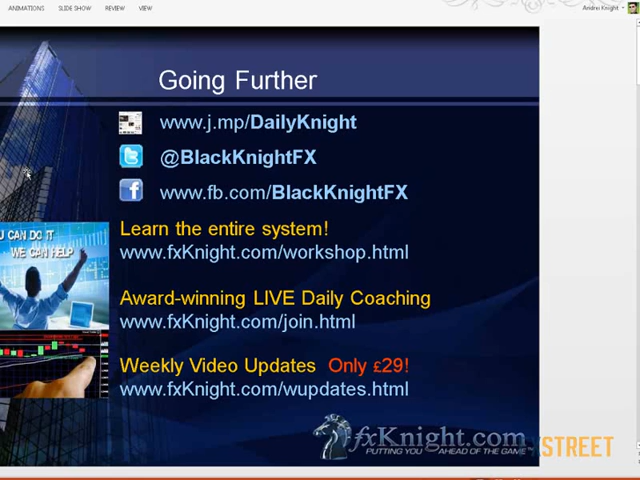 ANIMATIONS SLIDE SHOW REVIEW VIEW
Andrei Knight
Going Further
www.j.mp/DailyKnight
@BlackKnightFX
www.fb.com/BlackKnightFX
U CAN DO IT
WE CAN HELP
Learn the entire system!
www.fxKnight.com/workshop.html
Award-winning LIVE Daily Coaching
www.fxKnight.com/join.html
Weekly Video Updates Only £29!
www.fxKnight.com/wupdates.html
fxKnight.com
PUTTING YOU AHEAD OF THE GAME
STREET